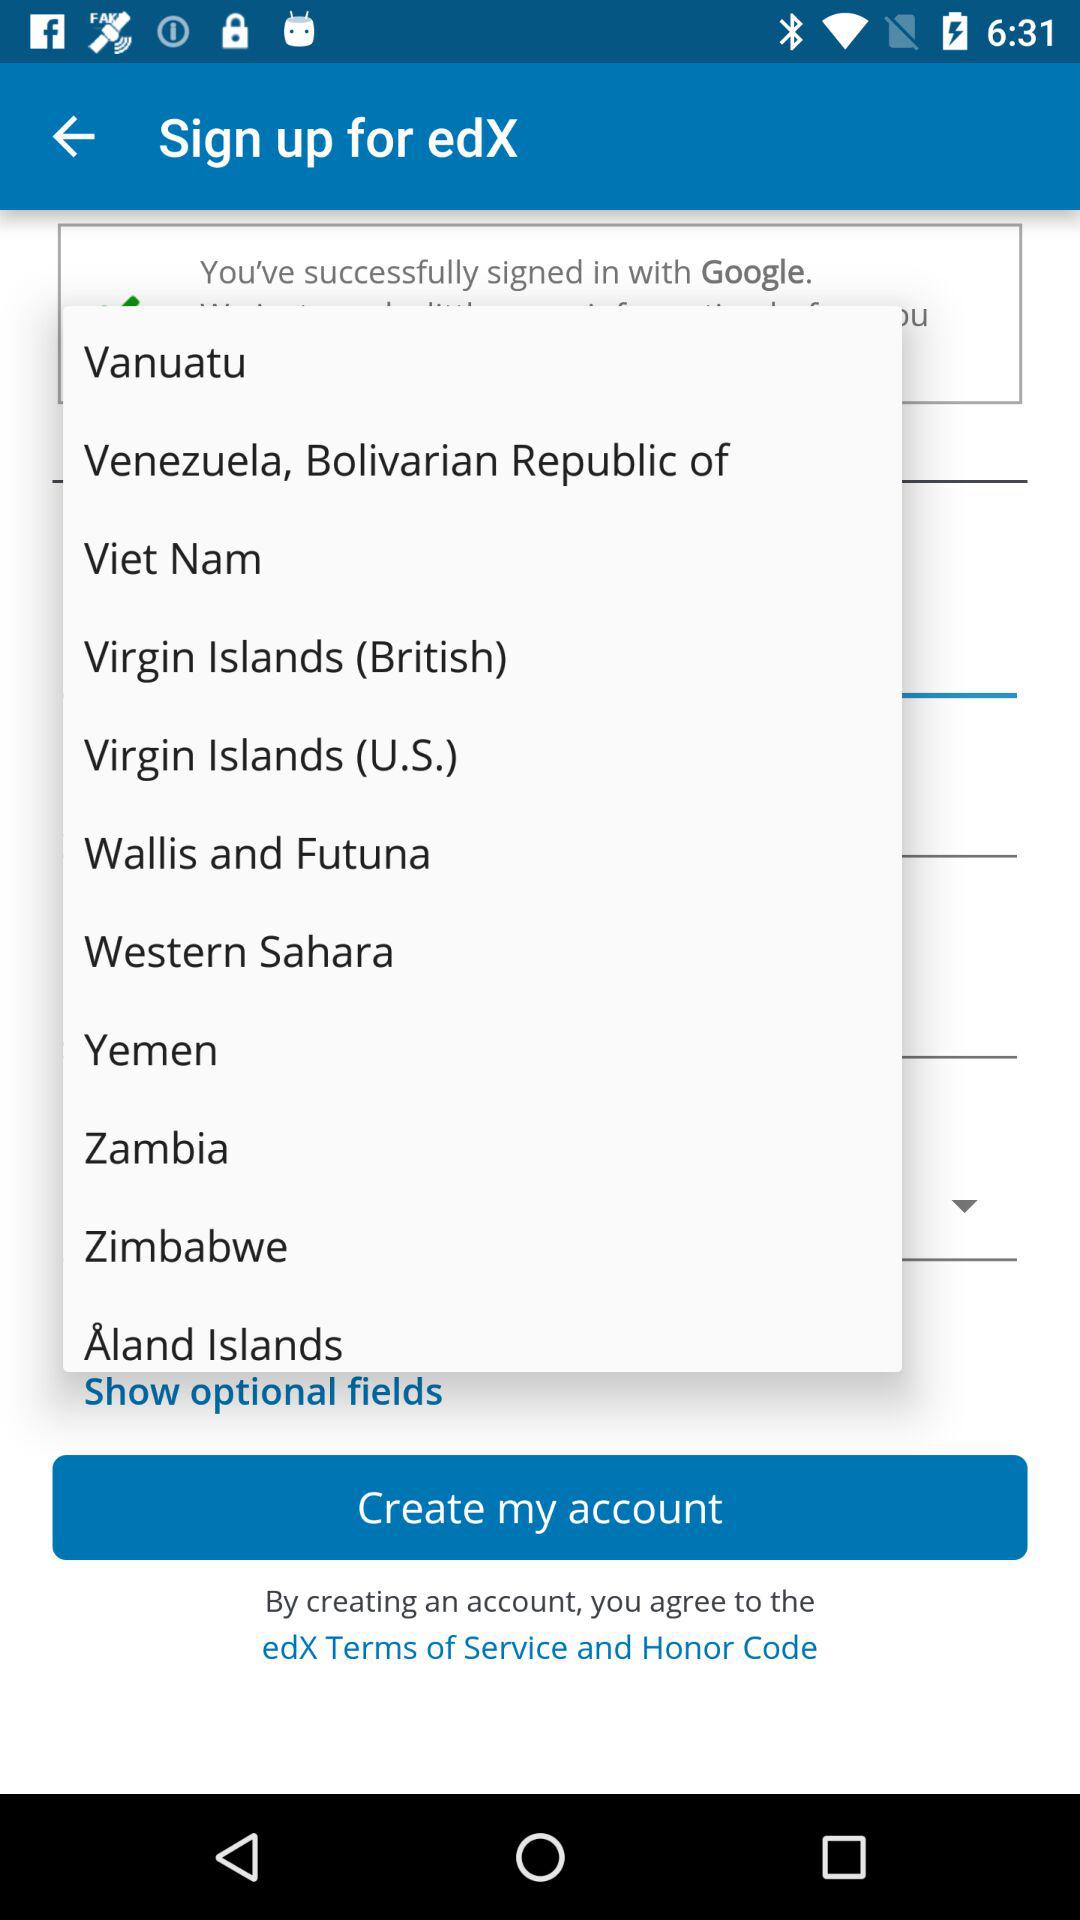 FAKE
6:31
Sign up for edX
You've successfully signed in with Google.
Vanuatu
Venezuela, Bolivarian Republic of
Viet Nam
Virgin Islands (British)
Virgin Islands (U.S.)
Wallis and Futuna
Western Sahara
Yemen
Zambia
Zimbabwe
Åland Islands
Show optional fields
Create my account
By creating an account, you agree to the
edX Terms of Service and Honor Code